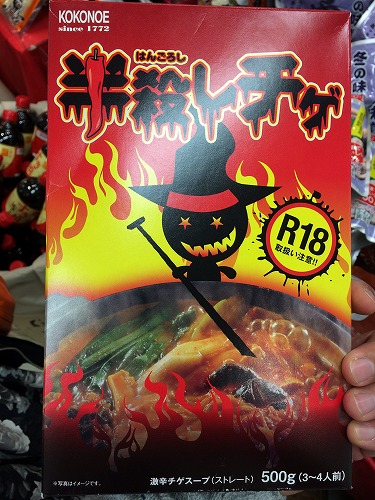 KOKONOE
since 1772
はんごろし
半殺しチゲ
R18
取扱い注意!!
冬の味
※写真はイメージです。
激辛チゲスープ(ストレート) 500g(3~4人前)